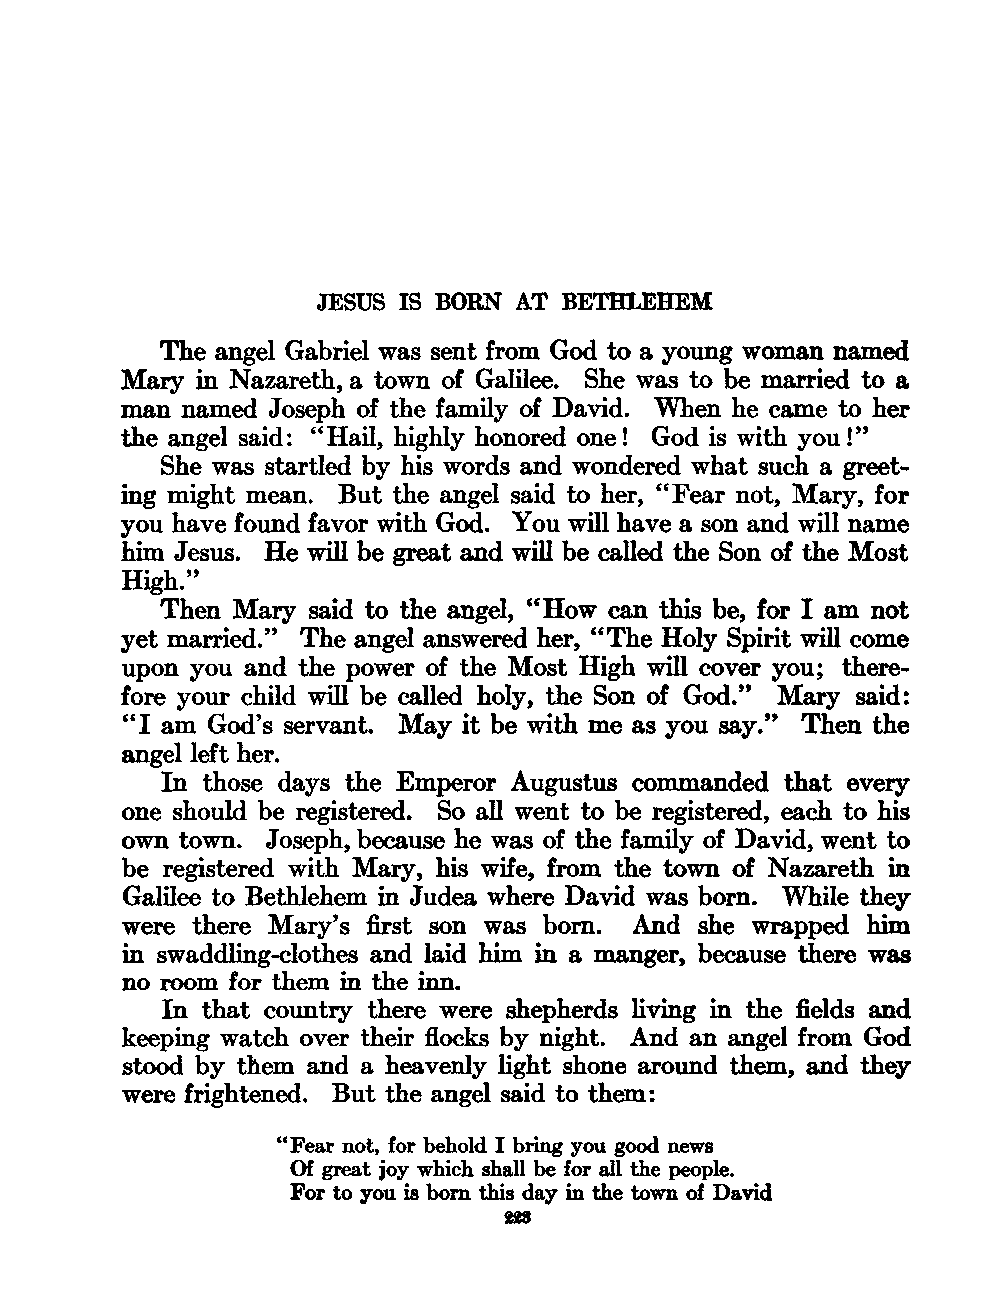 JESUS IS BORN AT BETHLEHEM
The angel Gabriel was sent from God to a young woman named
Mary in Nazareth, a town of Galilee. She was to be married to a
man named Joseph of the family of David. When he came to her
the angel said: “Hail, highly honored one! God is with you!”
She was startled by his words and wondered what such a greet-
ing might mean. But the angel said to her, “Fear not, Mary, for
you have found favor with God. You will have a son and will name
him Jesus. He will be great and will be called the Son of the Most
High.”
Then Mary said to the angel, “How can this be, for I am not
yet married.” The angel answered her, “The Holy Spirit will come
upon you and the power of the Most High will cover you; there-
fore your child will be called holy, the Son of God.” Mary said:
“I am God's servant. May it be with me as you say.” Then the
angel left her.
In those days the Emperor Augustus commanded that every
one should be registered. So all went to be registered, each to his
own town. Joseph, because he was of the family of David, went to
be registered with Mary, his wife, from the town of Nazareth in
Galilee to Bethlehem in Judea where David was born. While they
were there Mary's first son was born. And she wrapped him
in swaddling-clothes and laid him in a manger, because there was
no room for them in the inn.
In that country there were shepherds living in the fields and
keeping watch over their flocks by night. And an angel from God
stood by them and a heavenly light shone around them, and they
were frightened. But the angel said to them:
“Fear not, for behold I bring you good news
Of great joy which shall be for all the people.
For to you is born this day in the town of David
223